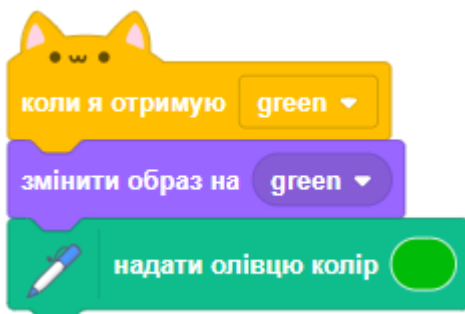 коли я отримую green
змінити образ на green
надати олівцю колір